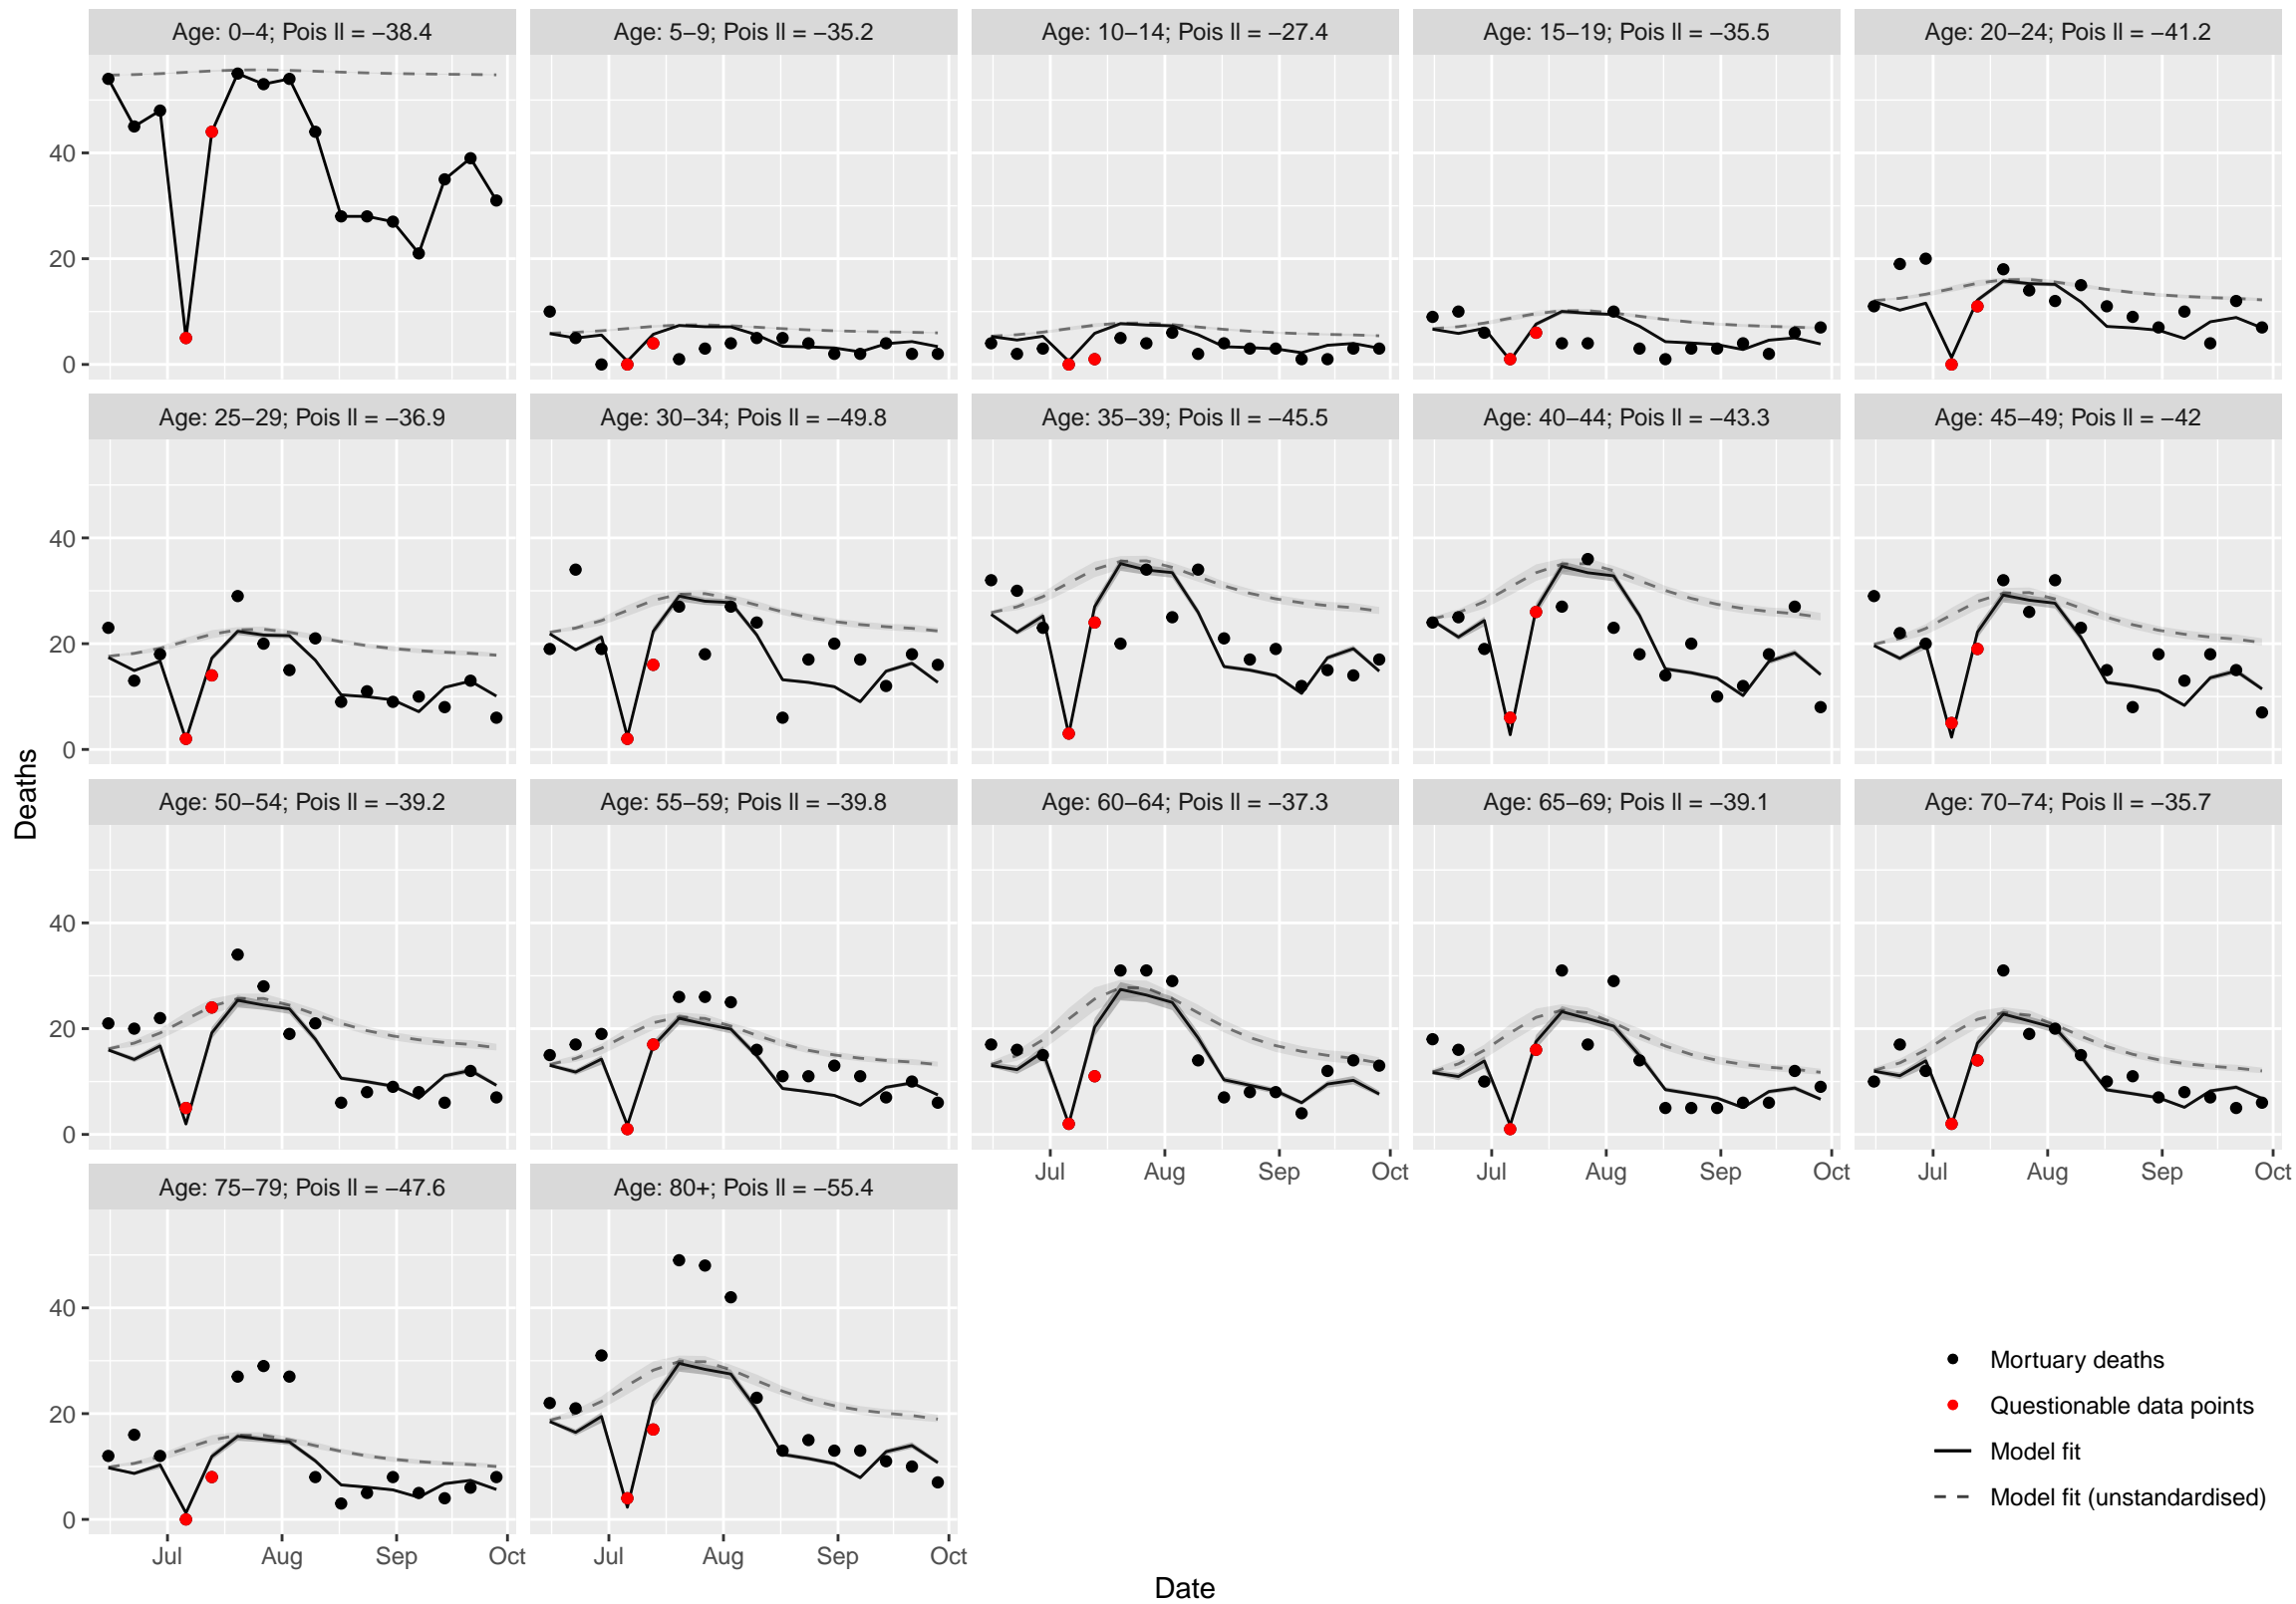 Age: 0−4; Pois ll = −38.4
Age: 5−9; Pois ll = −35.2
Age: 10−14; Pois ll = −27.4
Age: 15−19; Pois ll = −35.5
Age: 20−24; Pois ll = −41.2
40
20
0
Age: 25−29; Pois ll = −36.9
Age: 30−34; Pois ll = −49.8
Age: 35−39; Pois ll = −45.5
Age: 40−44; Pois ll = −43.3
Age: 45−49; Pois ll = −42
40
20
0
Deaths
Age: 50−54; Pois ll = −39.2
Age: 55−59; Pois ll = −39.8
Age: 60−64; Pois ll = −37.3
Age: 65−69; Pois ll = −39.1
Age: 70−74; Pois ll = −35.7
40
20
0
Jul Aug Sep Oct
Jul Aug Sep Oct
Jul Aug Sep Oct
Age: 75−79; Pois ll = −47.6
Age: 80+; Pois ll = −55.4
40
20
0
Jul Aug Sep Oct
Jul Aug Sep Oct
Mortuary deaths
Questionable data points
Model fit
Model fit (unstandardised)
Date